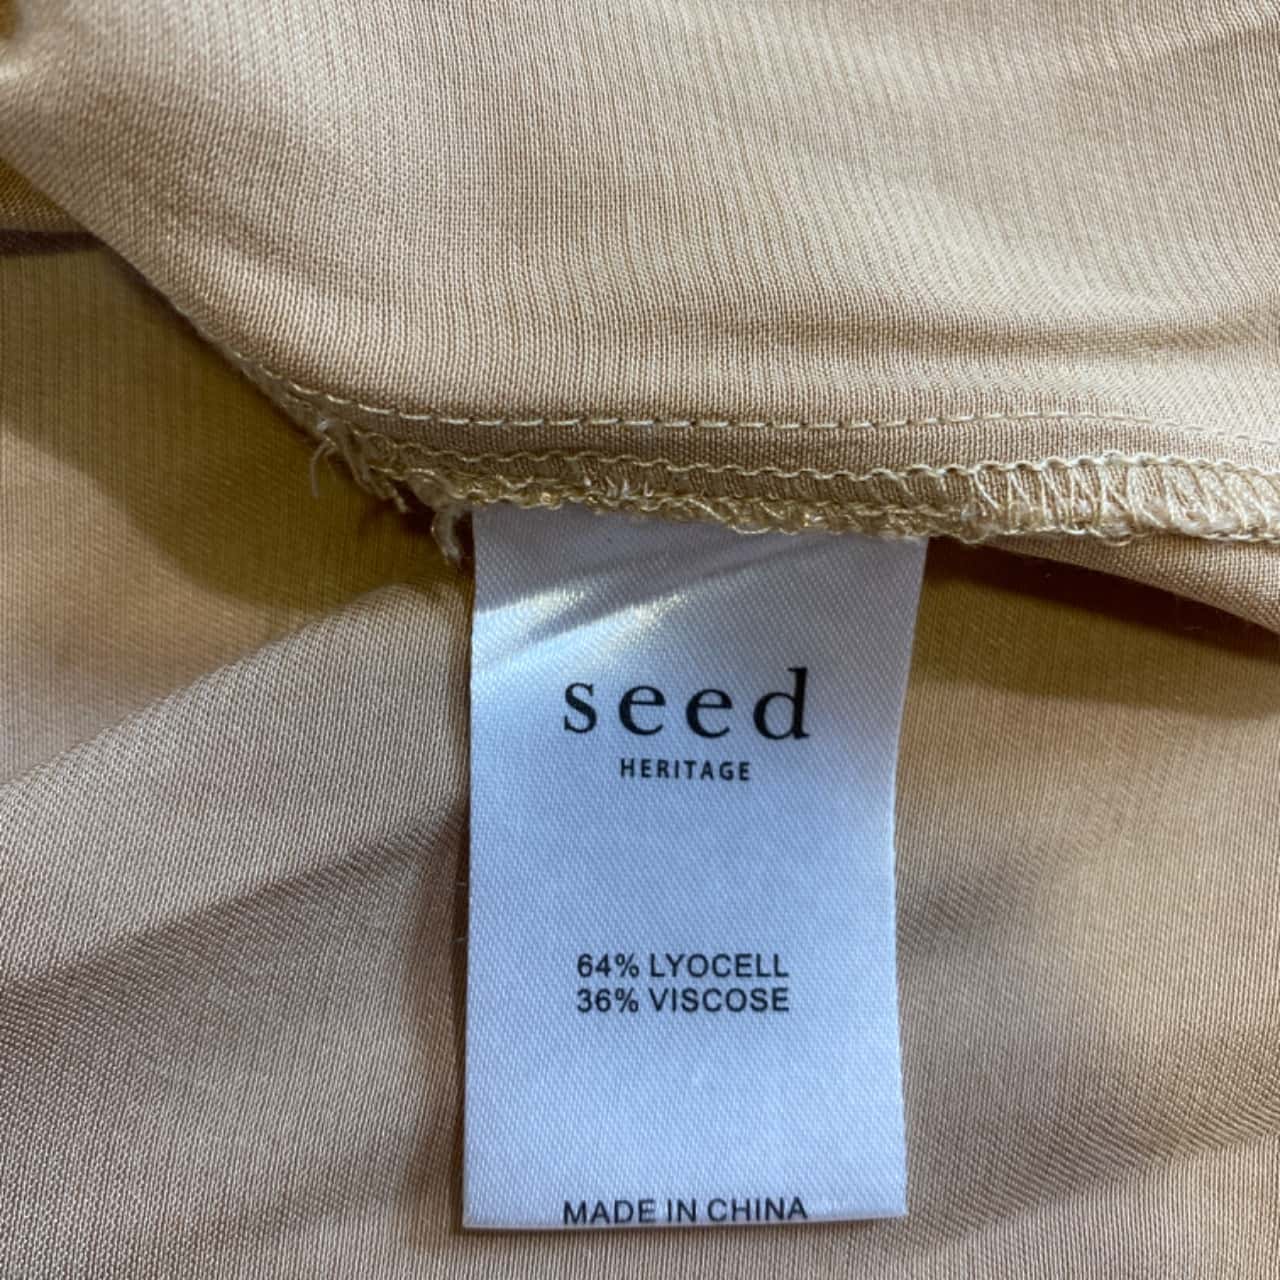 seed
HERITAGE
64% LYOCELL
36% VISCOSE
MADE IN CHINA